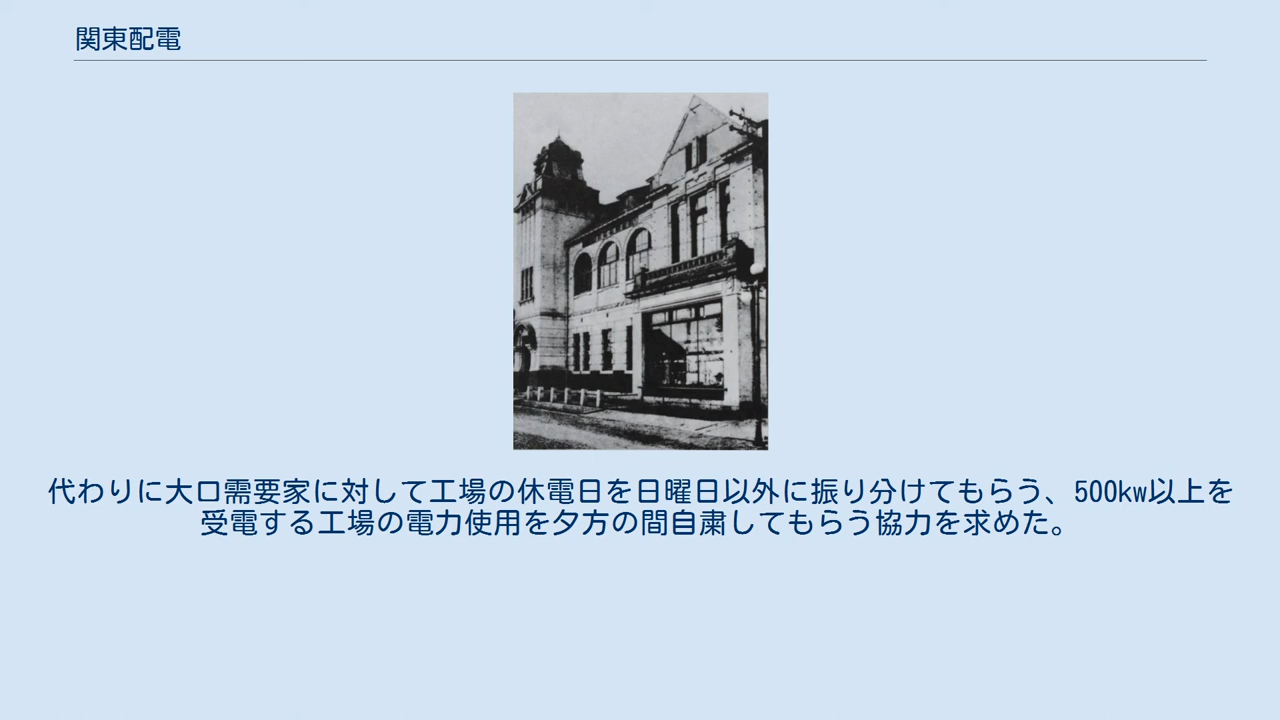 関東配電
代わりに大口需要家に対して工場の休電日を日曜日以外に振り分けてもらう、500kw以上を
受電する工場の電力使用を夕方の間自粛してもらう協力を求めた。